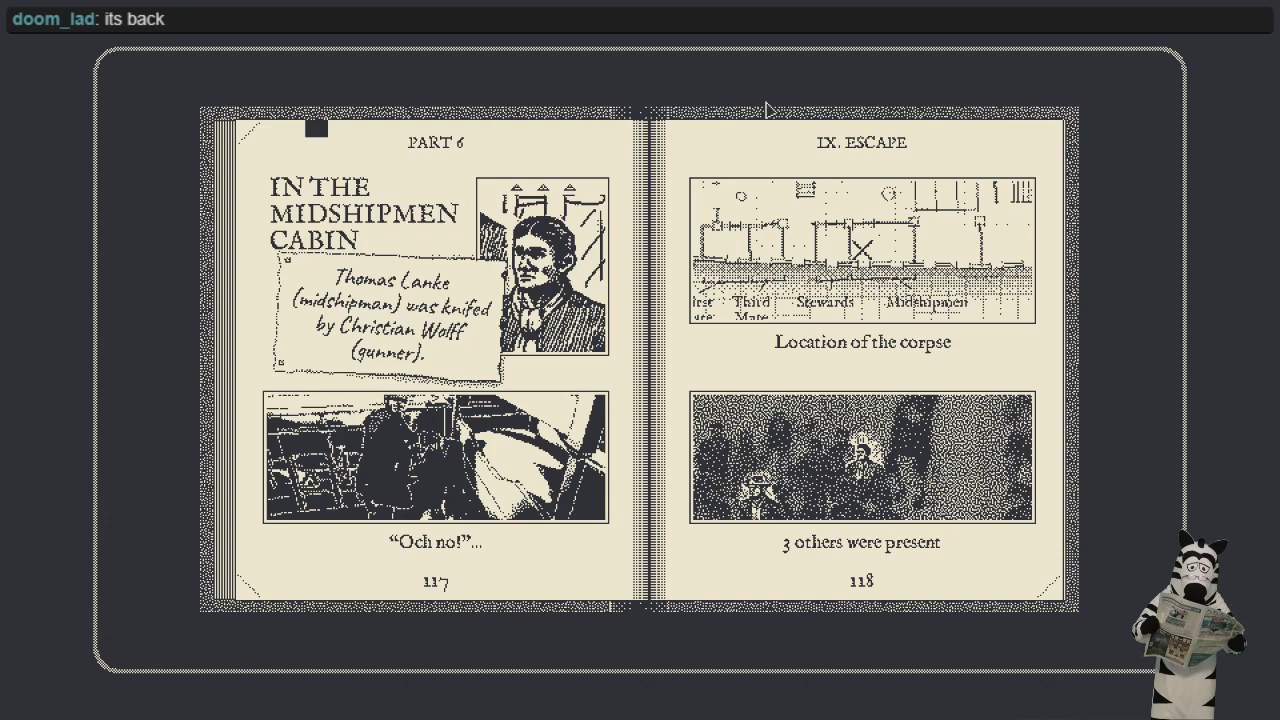 doom_lad: its back
PART 6
IN THE
MIDSHIPMEN
CABIN
Thomas Lanke
(midshipman) was knifed
by Christian Wolff
(gunner).
"Och no!"...
117
IX. ESCAPE
Third
Stewards
Midshipmen
Mate
Location of the corpse
3 others were present
118